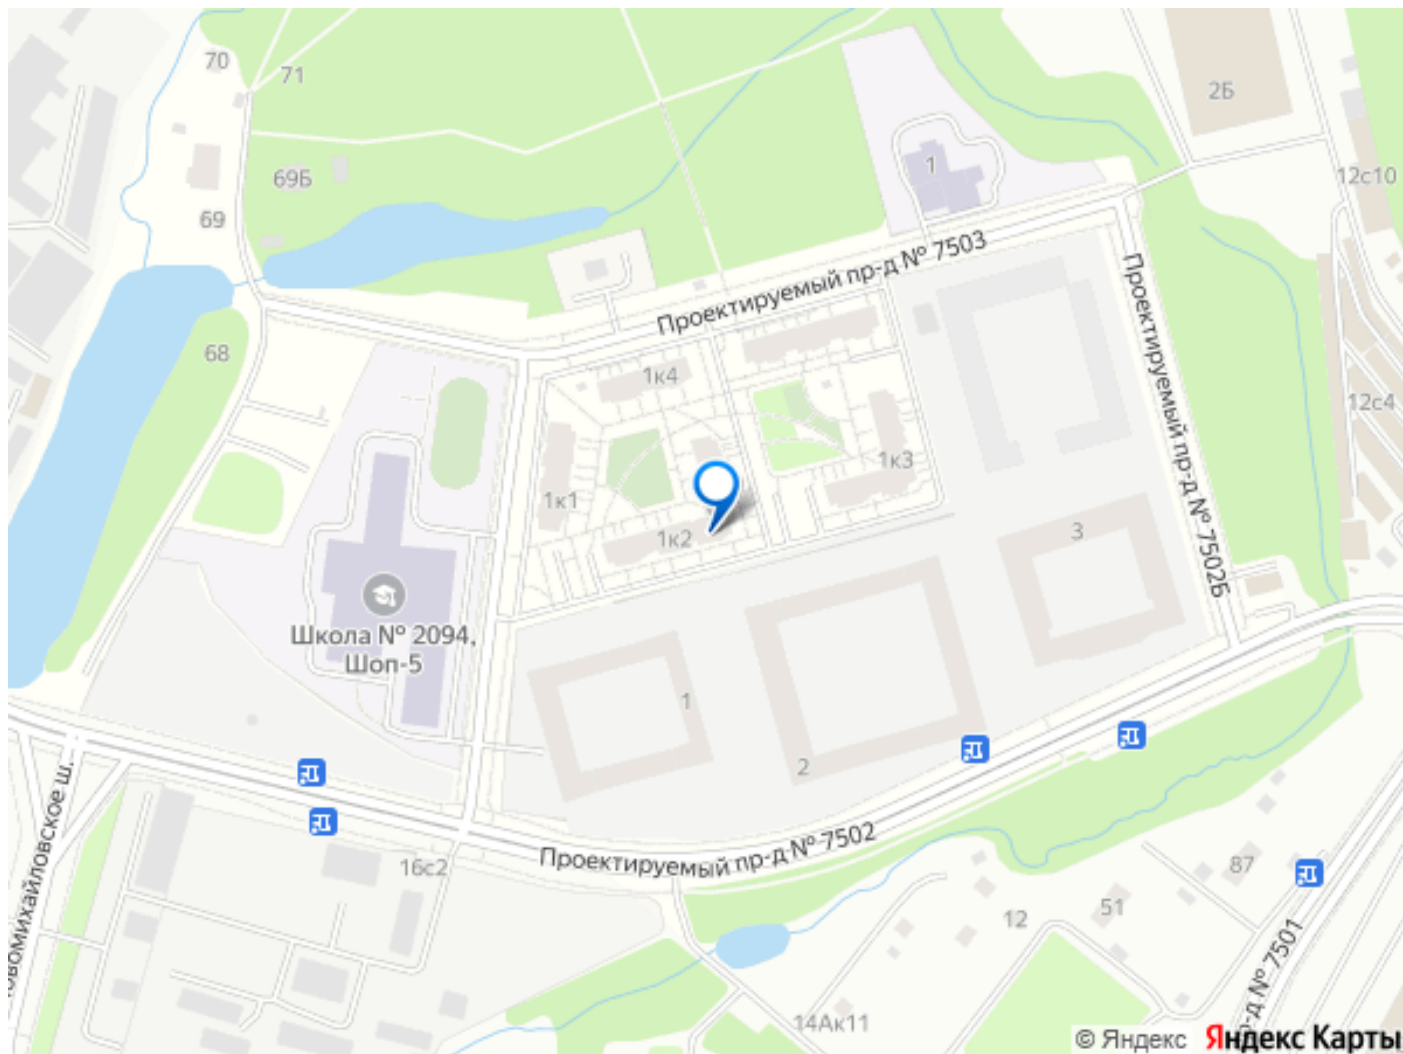 70
71
2Б
1
69Б
12с10
69
Проектируемый пр-д № 7503
Проектируемый пр-д № 7502Б
68
1к4
12с4
1к3
1к1
1к2
3
Школа № 2094,
Шоп-5
1
2
Проектируемый пр-д № 7502
16с2
87
51
12
14Ак11
© Яндекс
Яндекс Карты